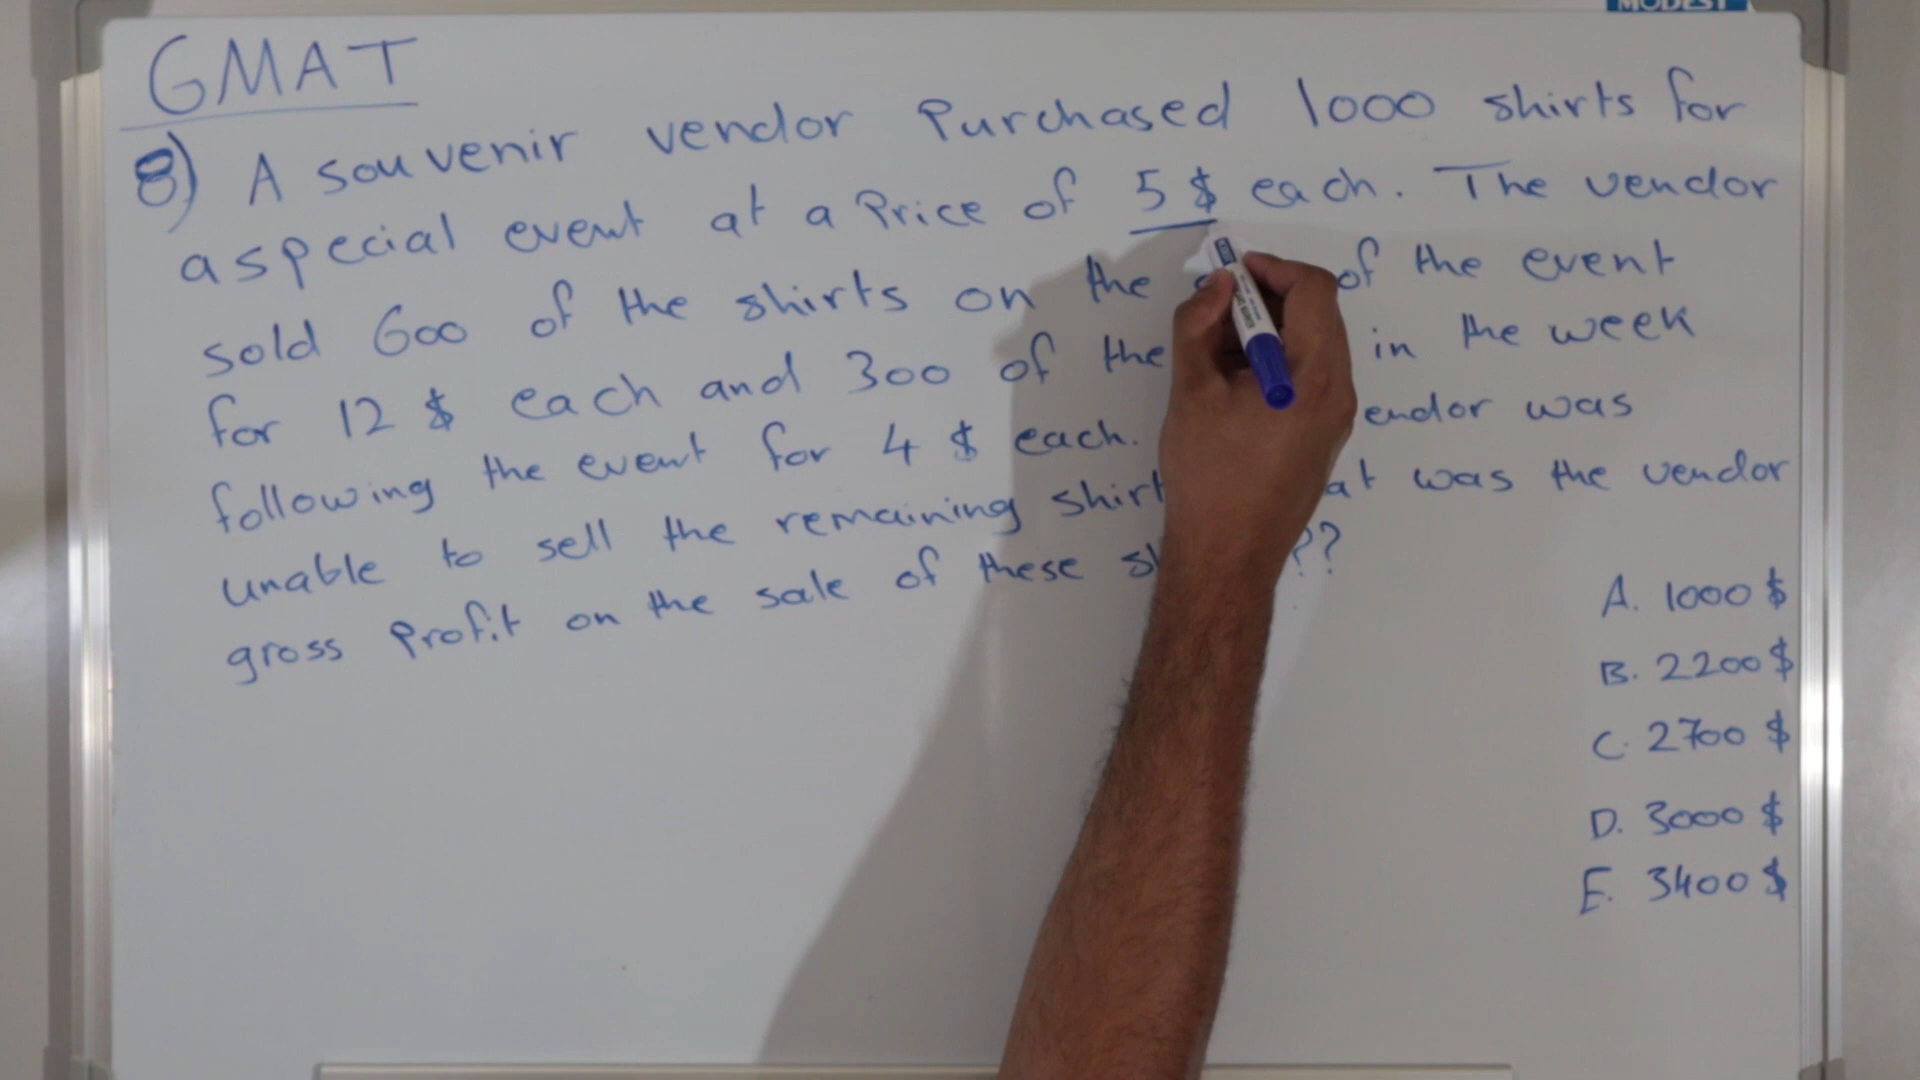 MODEST
GMAT
8) A souvenir vendor Purchased 1000 shirts for
a special event at a Price of 5 $ each. The vendor
sold 600 of the shirts on the of the event
for 12 $ each and 300 of the in the week
following the event for 4 $ each. endor was
unable to sell the remaining shirt at was the vendor
gross Profit on the sale of these sh ??
A. 1000 $
B. 2200 $
C. 2700 $
D. 3000 $
E. 3400 $